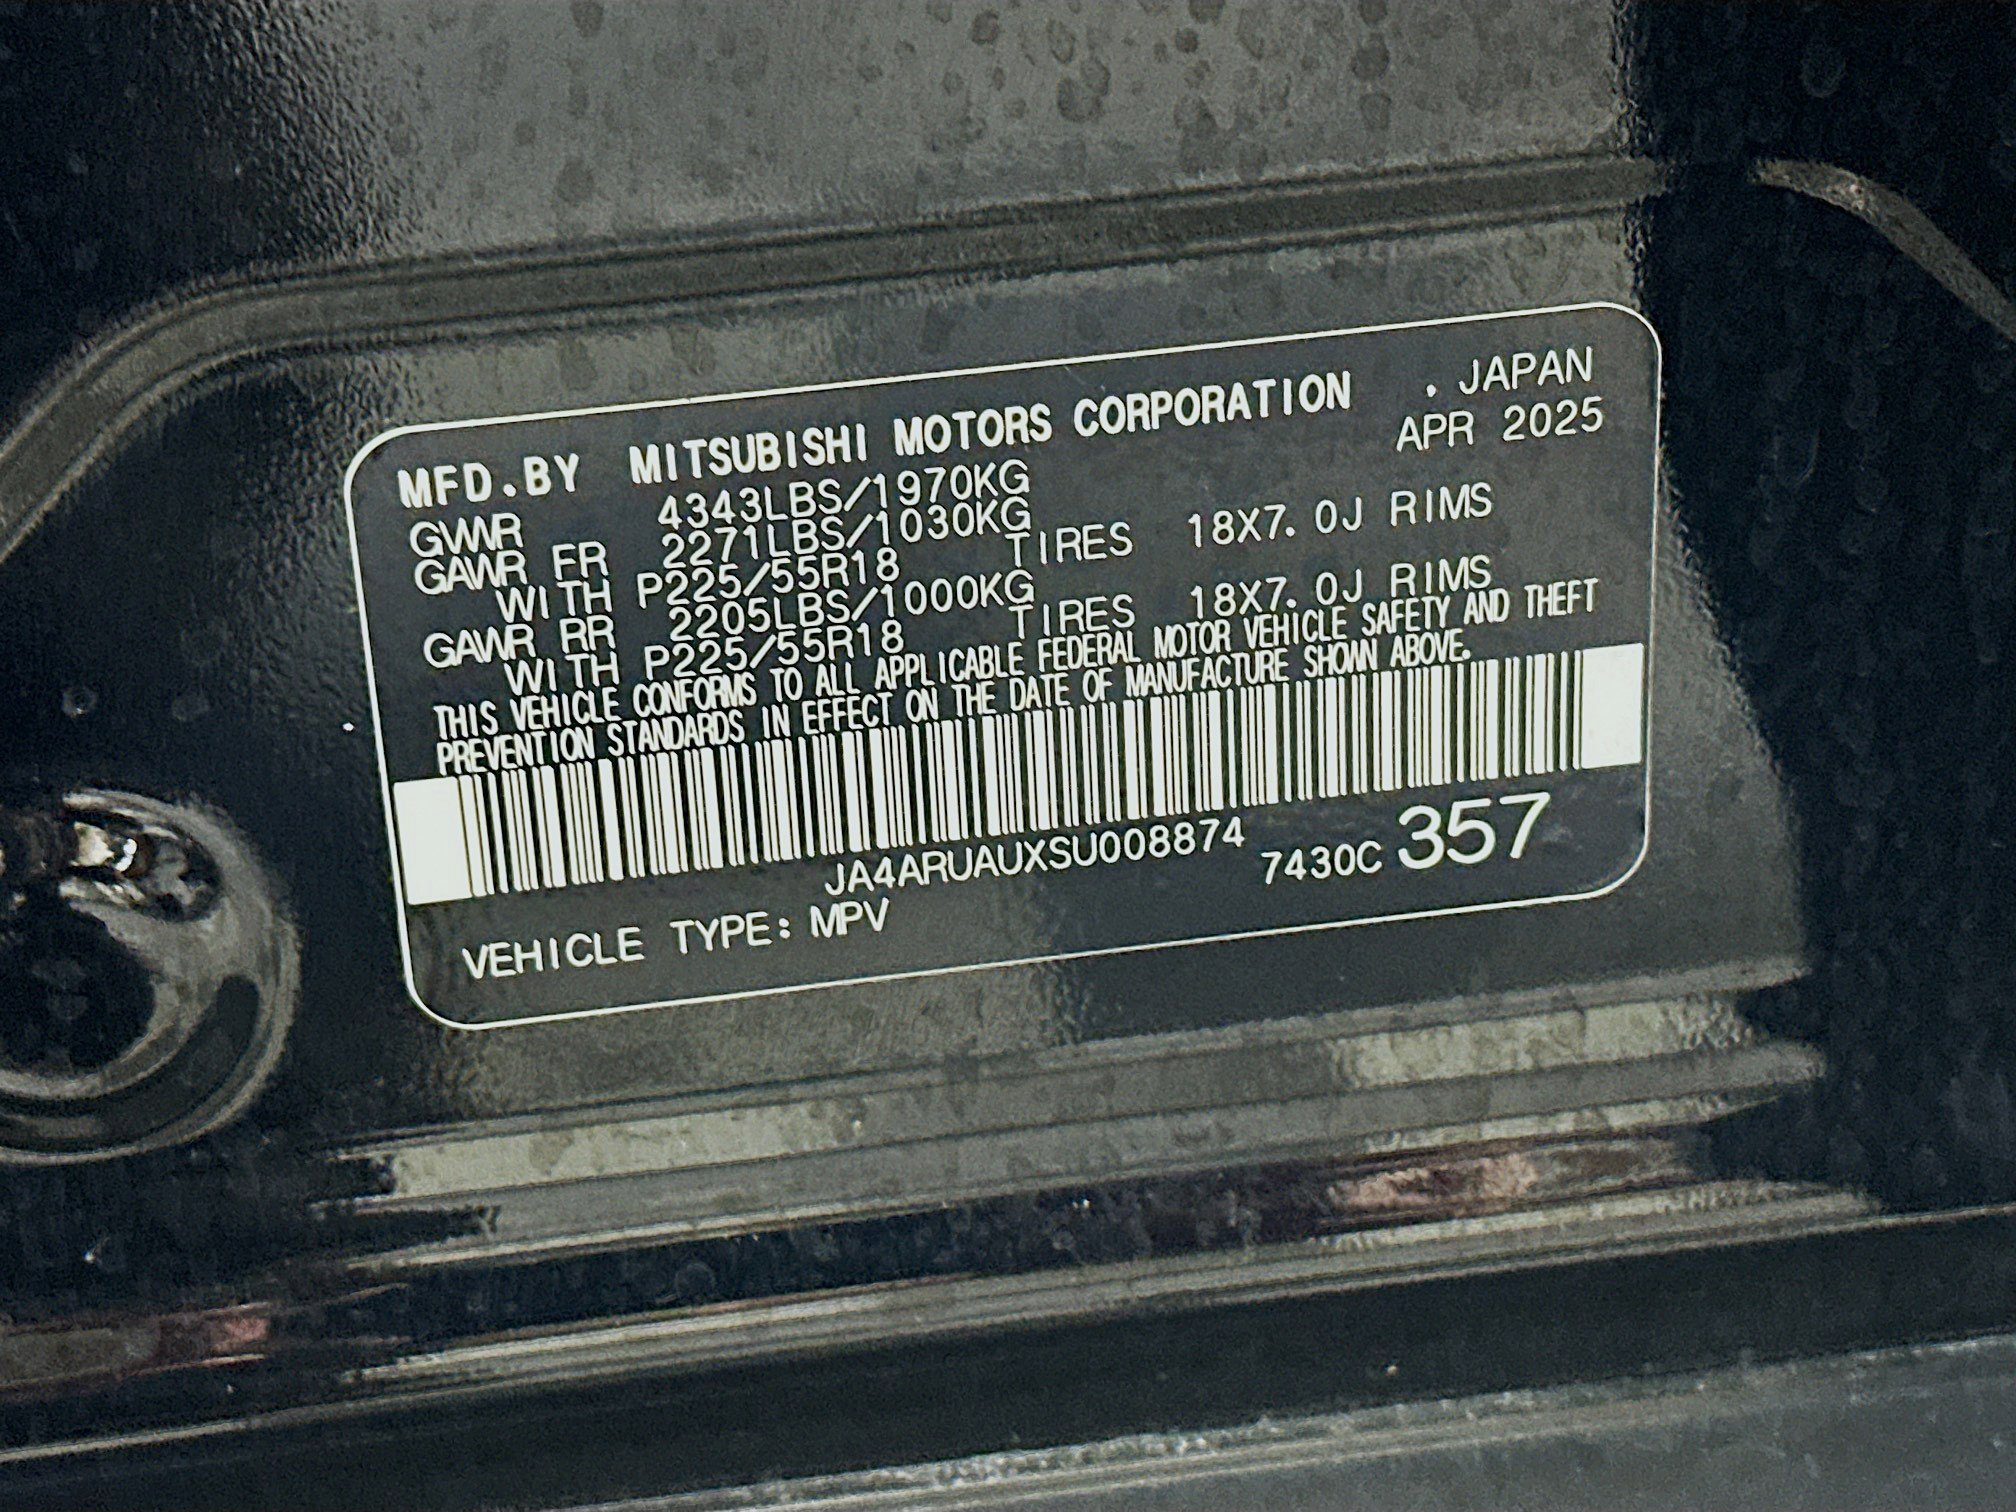 MFD.BY MITSUBISHI MOTORS CORPORATION . JAPAN
APR 2025
GVWR 4343LBS/1970KG
GAWR FR 2271LBS/1030KG
WITH P225/55R18 TIRES 18X7.0J RIMS
GAWR RR 2205LBS/1000KG
WITH P225/55R18 TIRES 18X7.0J RIMS
THIS VEHICLE CONFORMS TO ALL APPLICABLE FEDERAL MOTOR VEHICLE SAFETY AND THEFT
PREVENTION STANDARDS IN EFFECT ON THE DATE OF MANUFACTURE SHOWN ABOVE.
JA4ARUAUXSU008874 7430C 357
VEHICLE TYPE: MPV